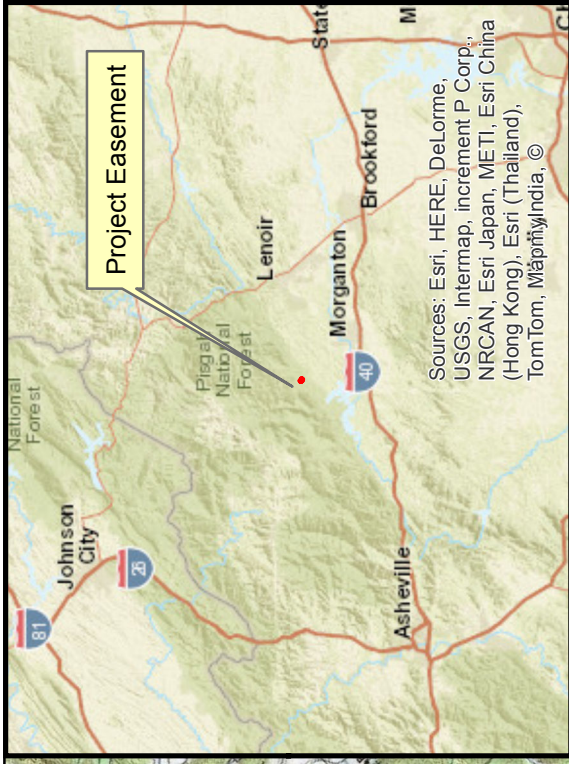 81
Johnson
City
National
Forest
26
Project Easement
Pisgah
National
Forest
Lenoir
State
Morganton
Brookford
40
M
Asheville
Sources: Esri, HERE, DeLorme,
USGS, Intermap, increment P Corp.,
NRCAN, Esri Japan, METI, Esri China
(Hong Kong), Esri (Thailand),
TomTom, MapmyIndia, ©